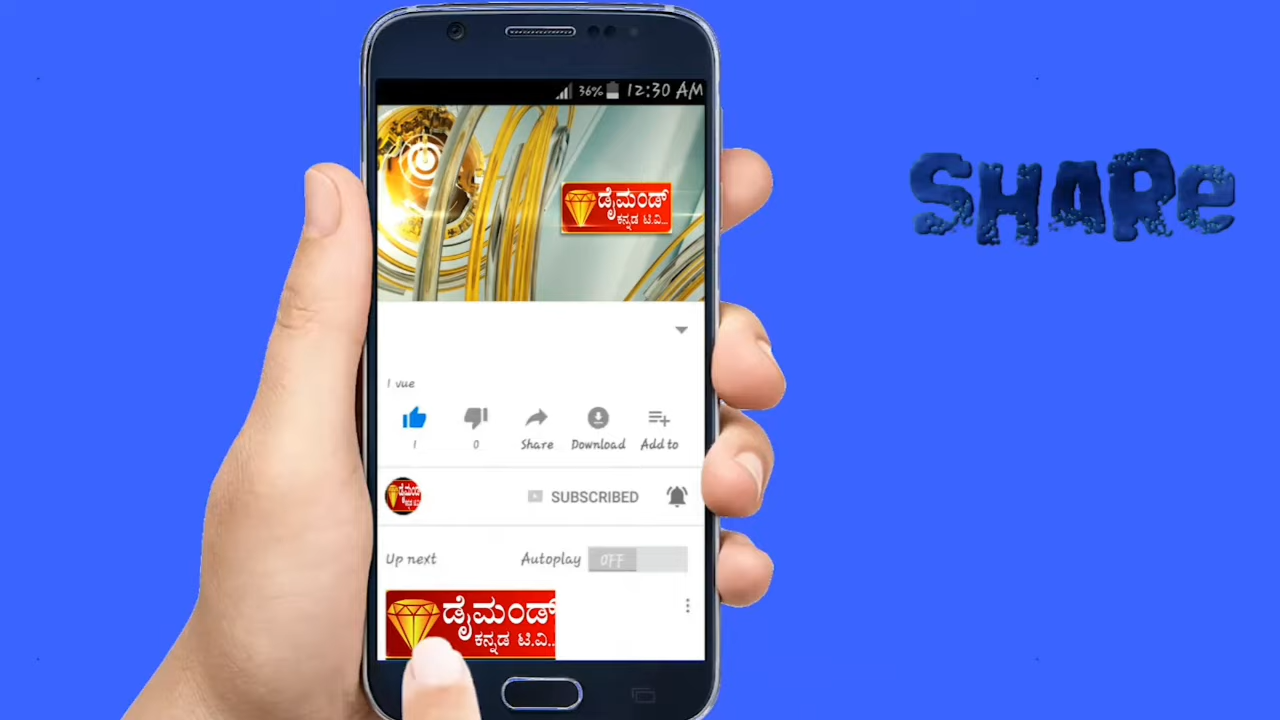 36% 12:30 AM
SHARe
ಡೈಮಂಡ್
ಕನ್ನಡ ಟಿ.ವಿ...
1 vue
1 0 Share Download Add to
ಡೈಮಂಡ್
SUBSCRIBED
Up next Autoplay OFF
ಡೈಮಂಡ್
ಕನ್ನಡ ಟಿ.ವಿ..